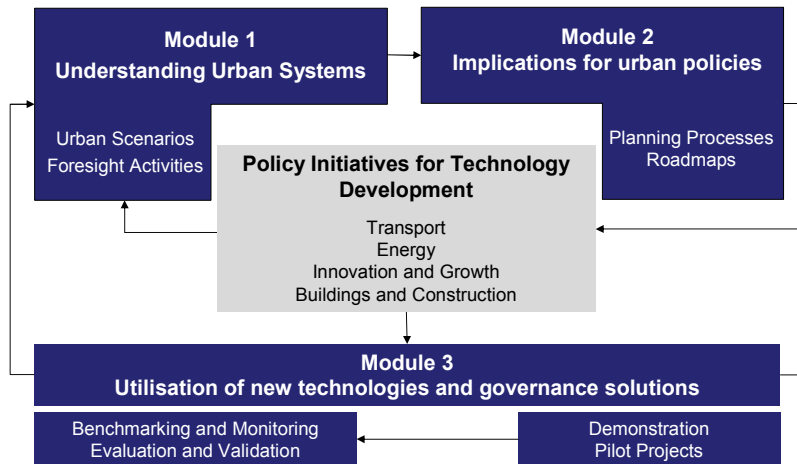 Module 1
Understanding Urban Systems
Urban Scenarios
Foresight Activities
Module 2
Implications for urban policies
Planning Processes
Roadmaps
Policy Initiatives for Technology
Development
Transport
Energy
Innovation and Growth
Buildings and Construction
Module 3
Utilisation of new technologies and governance solutions
Benchmarking and Monitoring
Evaluation and Validation
Demonstration
Pilot Projects